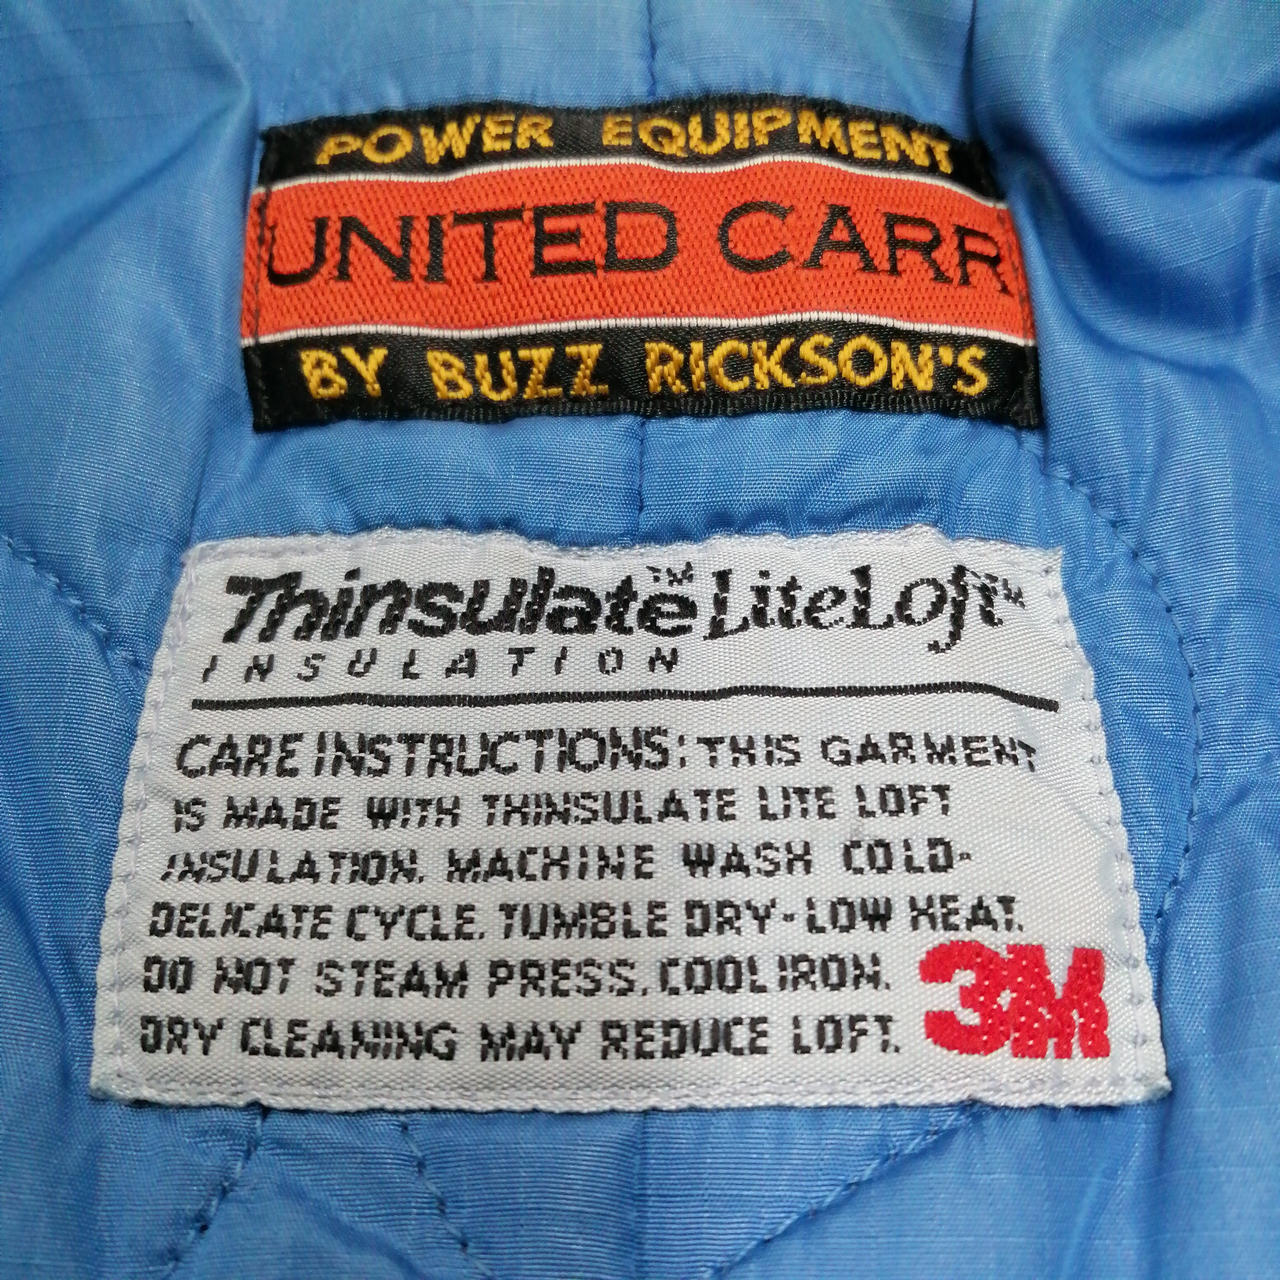 POWER EQUIPMENT
UNITED CARR
BY BUZZ RICKSON'S
Thinsulate™ LiteLoft™
INSULATION
CARE INSTRUCTIONS: THIS GARMENT
IS MADE WITH THINSULATE LITE LOFT
INSULATION. MACHINE WASH COLD-
DELICATE CYCLE. TUMBLE DRY-LOW HEAT.
DO NOT STEAM PRESS. COOL IRON.
DRY CLEANING MAY REDUCE LOFT.
3M